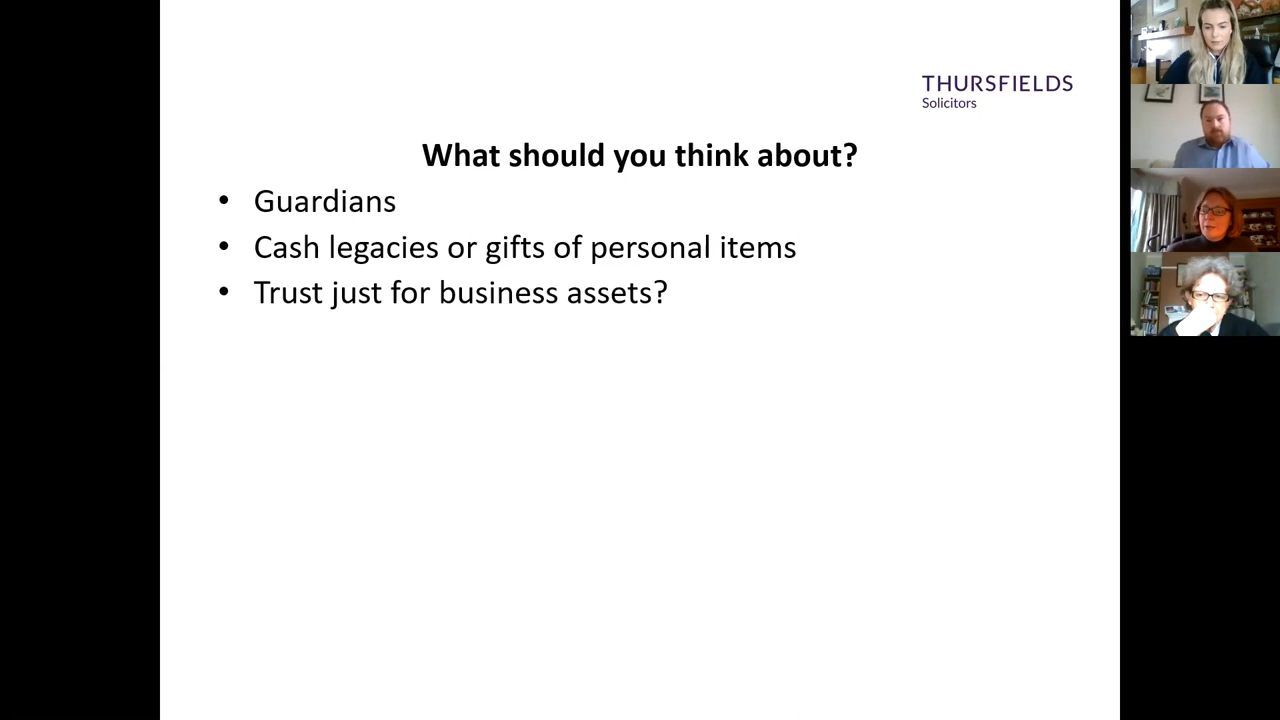 THURSFIELDS
Solicitors
What should you think about?
• Guardians
• Cash legacies or gifts of personal items
• Trust just for business assets?